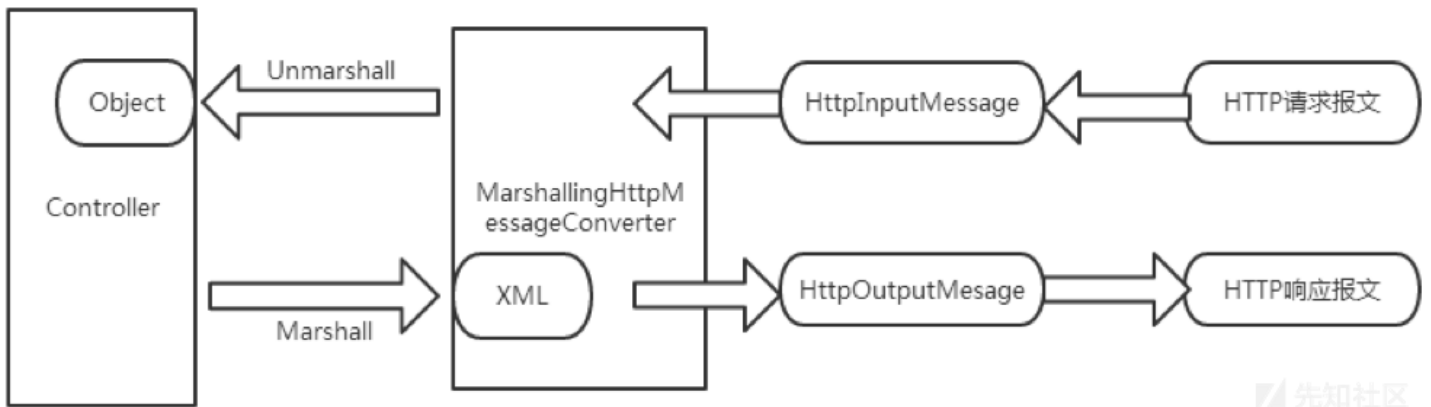 Unmarshall
Object
HttpInputMessage
HTTP请求报文
Controller
MarshallingHttpM
essageConverter
XML
HttpOutputMesage
HTTP响应报文
Marshall
先知社区